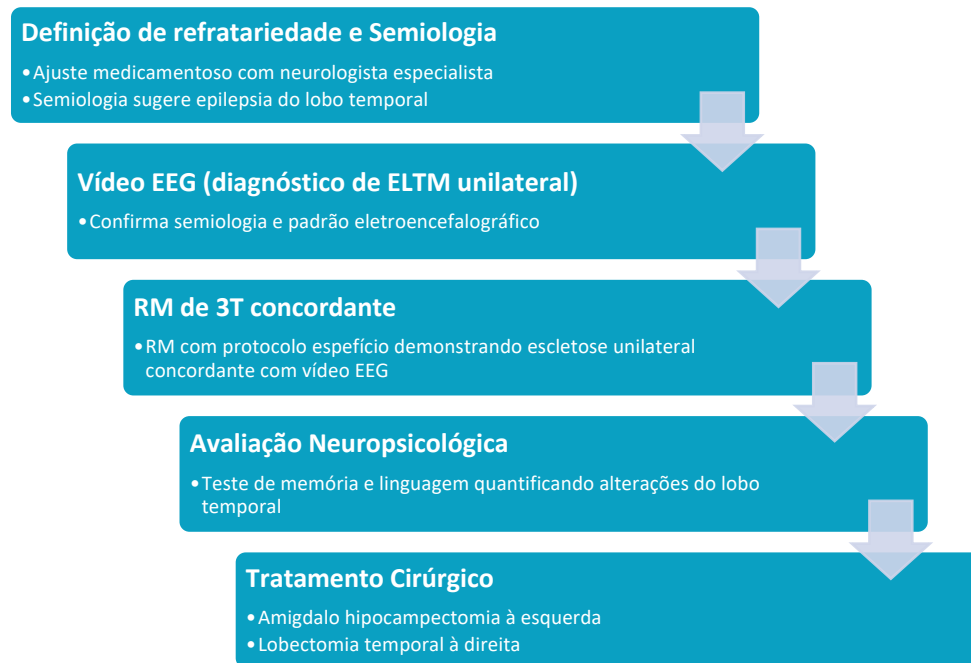 Definição de refratariedade e Semiologia
•Ajuste medicamentoso com neurologista especialista
•Semiologia sugere epilepsia do lobo temporal
Vídeo EEG (diagnóstico de ELTM unilateral)
•Confirma semiologia e padrão eletroencefalográfico
RM de 3T concordante
•RM com protocolo espefício demonstrando escletose unilateral
concordante com vídeo EEG
Avaliação Neuropsicológica
•Teste de memória e linguagem quantificando alterações do lobo
temporal
Tratamento Cirúrgico
•Amigdalo hipocampectomia à esquerda
•Lobectomia temporal à direita